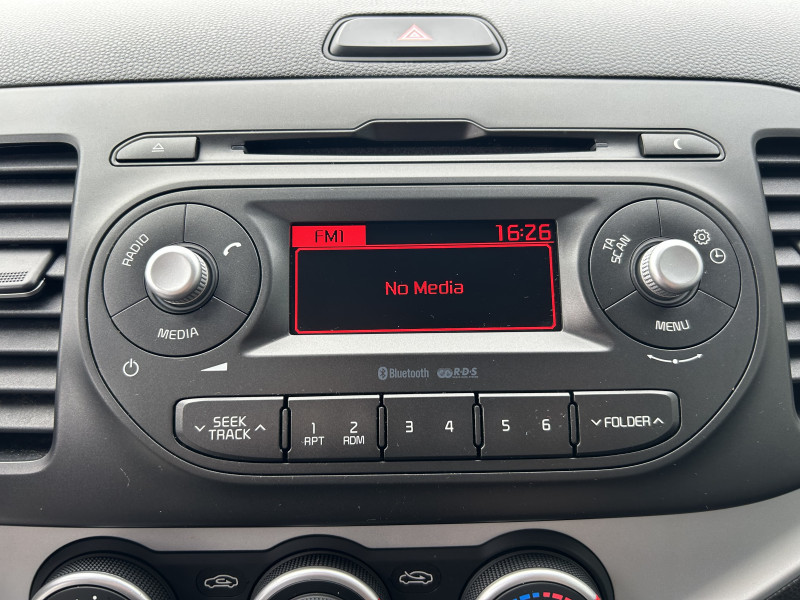 FM1 16:26
No Media
RADIO
MEDIA
TA
SCAN
MENU
Bluetooth R·D·S
SEEK
TRACK
1 2
RPT RDM
3 4
5 6
FOLDER